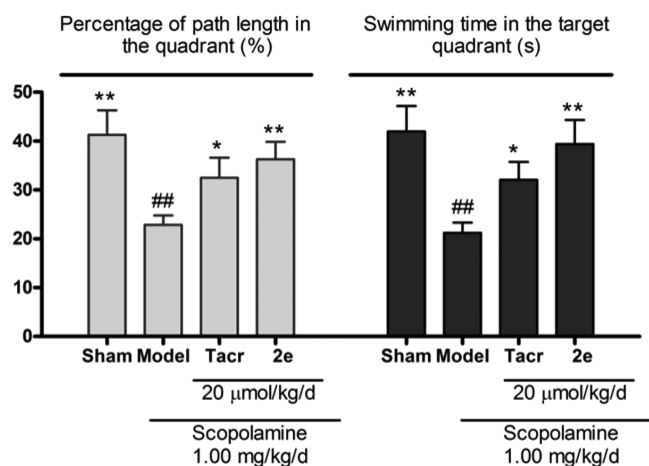 Percentage of path length in
the quadrant (%)
Swimming time in the target
quadrant (s)
50
40
30
20
10
0
** ## * **
** ## * **
Sham Model Tacr 2e
Sham Model Tacr 2e
20 μmol/kg/d
20 μmol/kg/d
Scopolamine
1.00 mg/kg/d
Scopolamine
1.00 mg/kg/d